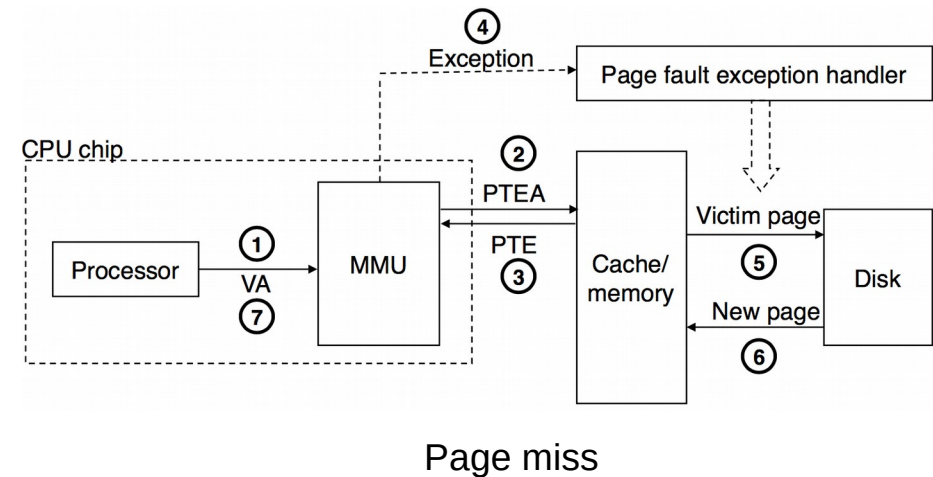 4
Exception
Page fault exception handler
CPU chip
2
PTEA
Victim page
1
Processor
MMU
PTE
Cache/
memory
Disk
VA
3
5
7
New page
6
Page miss